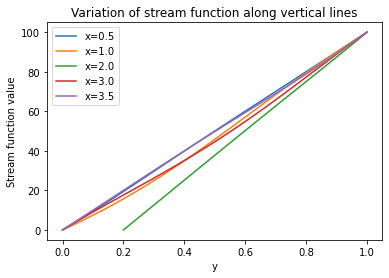 Variation of stream function along vertical lines
100
80
60
40
20
0
Stream function value
x=0.5
x=1.0
x=2.0
x=3.0
x=3.5
0.0 0.2 0.4 0.6 0.8 1.0
y